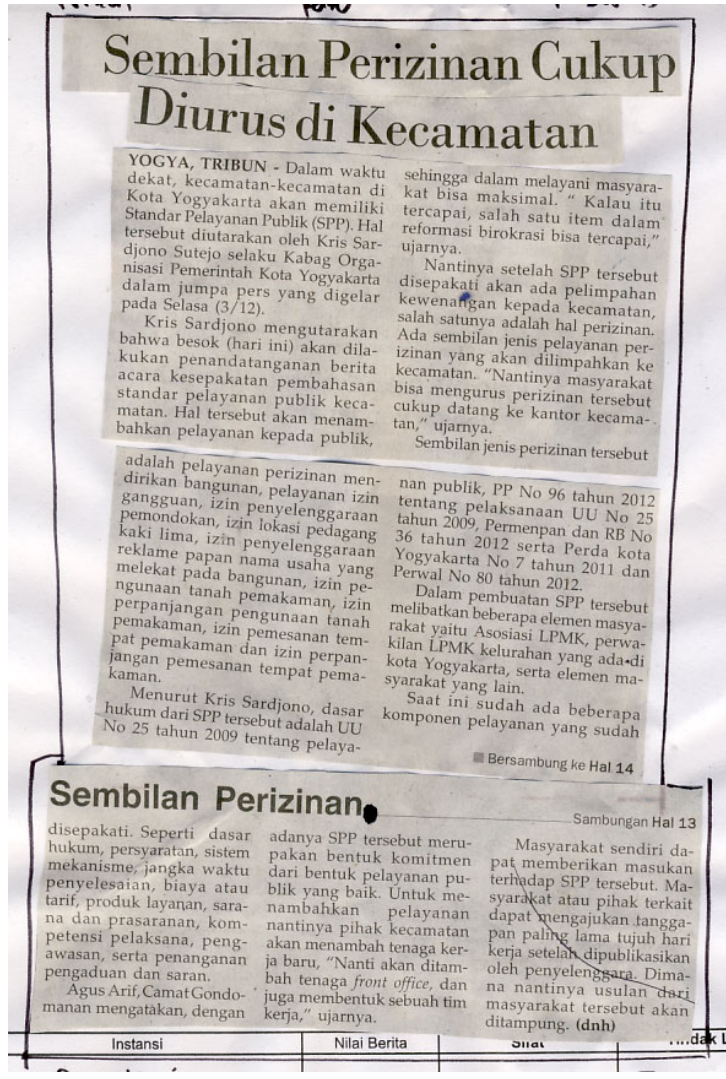 Sembilan Perizinan Cukup
Diurus di Kecamatan
YOGYA, TRIBUN - Dalam waktu
dekat, kecamatan-kecamatan di
Kota Yogyakarta akan memiliki
Standar Pelayanan Publik (SPP). Hal
tersebut diutarakan oleh Kris Sar-
djono Sutejo selaku Kabag Orga-
nisasi Pemerintah Kota Yogyakarta
dalam jumpa pers yang digelar
pada Selasa (3/12).
Kris Sardjono mengutarakan
bahwa besok (hari ini) akan dila-
kukan penandatanganan berita
acara kesepakatan pembahasan
standar pelayanan publik keca-
matan. Hal tersebut akan menam-
bahkan pelayanan kepada publik,
sehingga dalam melayani masyara-
kat bisa maksimal. “ Kalau itu
tercapai, salah satu item dalam
reformasi birokrasi bisa tercapai,”
ujarnya.
Nantinya setelah SPP tersebut
disepakati akan ada pelimpahan
kewenangan kepada kecamatan,
salah satunya adalah hal perizinan.
Ada sembilan jenis pelayanan per-
izinan yang akan dilimpahkan ke
kecamatan. “Nantinya masyarakat
bisa mengurus perizinan tersebut
cukup datang ke kantor kecama-
tan,” ujarnya.
Sembilan jenis perizinan tersebut
adalah pelayanan perizinan men-
dirikan bangunan, pelayanan izin
gangguan, izin penyelenggaraan
pemondokan, izin lokasi pedagang
kaki lima, izin penyelenggaraan
reklame papan nama usaha yang
melekat pada bangunan, izin pe-
ngunaan tanah pemakaman, izin
perpanjangan pengunaan tanah
pemakaman, izin pemesanan tem-
pat pemakaman dan izin perpan-
jangan pemesanan tempat pema-
kaman.
Menurut Kris Sardjono, dasar
hukum dari SPP tersebut adalah UU
No 25 tahun 2009 tentang pelaya-
nan publik, PP No 96 tahun 2012
tentang pelaksanaan UU No 25
tahun 2009, Permenpan dan RB No
36 tahun 2012 serta Perda kota
Yogyakarta No 7 tahun 2011 dan
Perwal No 80 tahun 2012.
Dalam pembuatan SPP tersebut
melibatkan beberapa elemen masya-
rakat yaitu Asosiasi LPMK, perwa-
kilan LPMK kelurahan yang ada di
kota Yogyakarta, serta elemen ma-
syarakat yang lain.
Saat ini sudah ada beberapa
komponen pelayanan yang sudah
Bersambung ke Hal 14
Sembilan Perizinan
Sambungan Hal 13
disepakati. Seperti dasar
hukum, persyaratan, sistem
mekanisme, jangka waktu
penyelesaian, biaya atau
tarif, produk layanan, sara-
na dan prasaranan, kom-
petensi pelaksana, peng-
awasan, serta penanganan
pengaduan dan saran.
Agus Arif, Camat Gondo-
manan mengatakan, dengan
adanya SPP tersebut meru-
pakan bentuk komitmen
dari bentuk pelayanan pu-
blik yang baik. Untuk me-
nambahkan pelayanan
nantinya pihak kecamatan
akan menambah tenaga ker-
ja baru, “Nanti akan ditam-
bah tenaga front office, dan
juga membentuk sebuah tim
kerja,” ujarnya.
Masyarakat sendiri da-
pat memberikan masukan
terhadap SPP tersebut. Ma-
syarakat atau pihak terkait
dapat mengajukan tangga-
pan paling lama tujuh hari
kerja setelah dipublikasikan
oleh penyelenggara. Dima-
na nantinya usulan dari
masyarakat tersebut akan
ditampung. (dnh)
Instansi
Nilai Berita